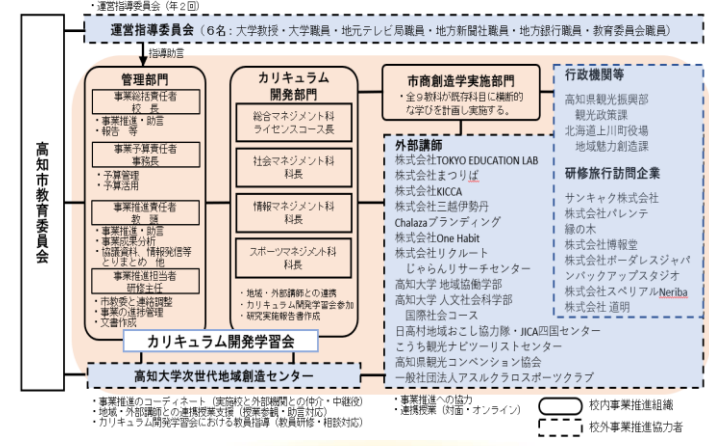 ・運営指導委員会（年２回）
運営指導委員会（６名：大学教授・大学職員・地元テレビ局職員・地方新聞社職員・地方銀行職員・教育委員会職員）
指導助言
高知市教育委員会
管理部門
事業総括責任者
校　長
・事業推進・助言
・報告　等
事業予算責任者
事務長
・予算管理
・予算活用
事業推進責任者
教　頭
・事業推進・助言
・事業成果分析
・協議資料、情報発信等
とりまとめ　他
事業推進担当者
研修主任
・市教委と連絡調整
・事業の進捗管理
・文書作成
カリキュラム
開発部門
総合マネジメント科
ライセンスコース長
社会マネジメント科
科長
情報マネジメント科
科長
スポーツマネジメント科
科長
・地域・外部講師との連携
・カリキュラム開発学習会参加
・研究実施報告書作成
カリキュラム開発学習会
市商創造学実施部門
・全９教科が既存科目に横断的
な学びを計画し実施する。
外部講師
株式会社TOKYO EDUCATION LAB
株式会社まつりば
株式会社KICCA
株式会社三越伊勢丹
Chalazaブランディング
株式会社One Habit
株式会社リクルート
じゃらんリサーチセンター
高知大学 地域協働学部
高知大学 人文社会科学部
国際社会コース
日高村地域おこし協力隊・JICA四国センター
こうち観光ナビツーリストセンター
高知県観光コンベンション協会
一般社団法人アスルクラロスポーツクラブ
行政機関等
高知県観光振興部
観光政策課
北海道上川町役場
地域魅力創造課
研修旅行訪問企業
サンキャク株式会社
株式会社パレンテ
縁の木
株式会社博報堂
株式会社ボーダレスジャパ
ンバックアップスタジオ
株式会社スペリアルNeriba
株式会社 道明
高知大学次世代地域創造センター
・事業推進のコーディネート（実施校と外部機関との仲介・中継役）
・地域・外部講師との連携授業支援（授業参観・助言対応）
・カリキュラム開発学習会における教員指導（教員研修・相談対応）
・事業推進への協力
・連携授業（対面・オンライン）
校内事業推進組織
校外事業推進協力者